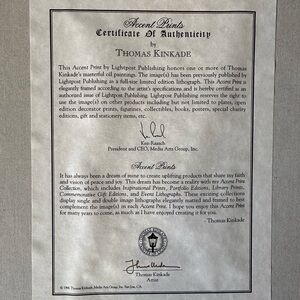 Accent Prints
Certificate Of Authenticity
by
THOMAS KINKADE
This Accent Print by Lightpost Publishing honors one or more of Thomas
Kinkade's masterful oil paintings. The image(s) has been previously published by
Lightpost Publishing as a full-size limited edition lithograph. This Accent Print is
elegantly framed according to the artist's specifications and is hereby certified as an
authorized issue of Lightpost Publishing. Lightpost Publishing reserves the right to
use the image(s) on other products including but not limited to plates, open
edition decorator prints, figurines, collectibles, books, posters, special charity
editions, gift and stationery items, etc.
Ken Raasch
President and CEO, Media Arts Group, Inc.
Accent Prints
It has always been a dream of mine to create uplifting products that share my faith
and vision of peace and joy. This dream has become a reality with my Accent Print
Collection, which includes Inspirational Prints, Portfolio Editions, Library Prints,
Commemorative Gift Editions, and Event Lithographs. These exciting collections
display single and double image lithographs elegantly matted and framed to best
complement the image(s) in each Accent Print. I hope you enjoy this Accent Print
for many years to come, as much as I have enjoyed creating it for you.
- Thomas Kinkade
Thomas Kinkade
Artist
Thomas Kinkade, Media Arts Group, Inc. San Jose, CA